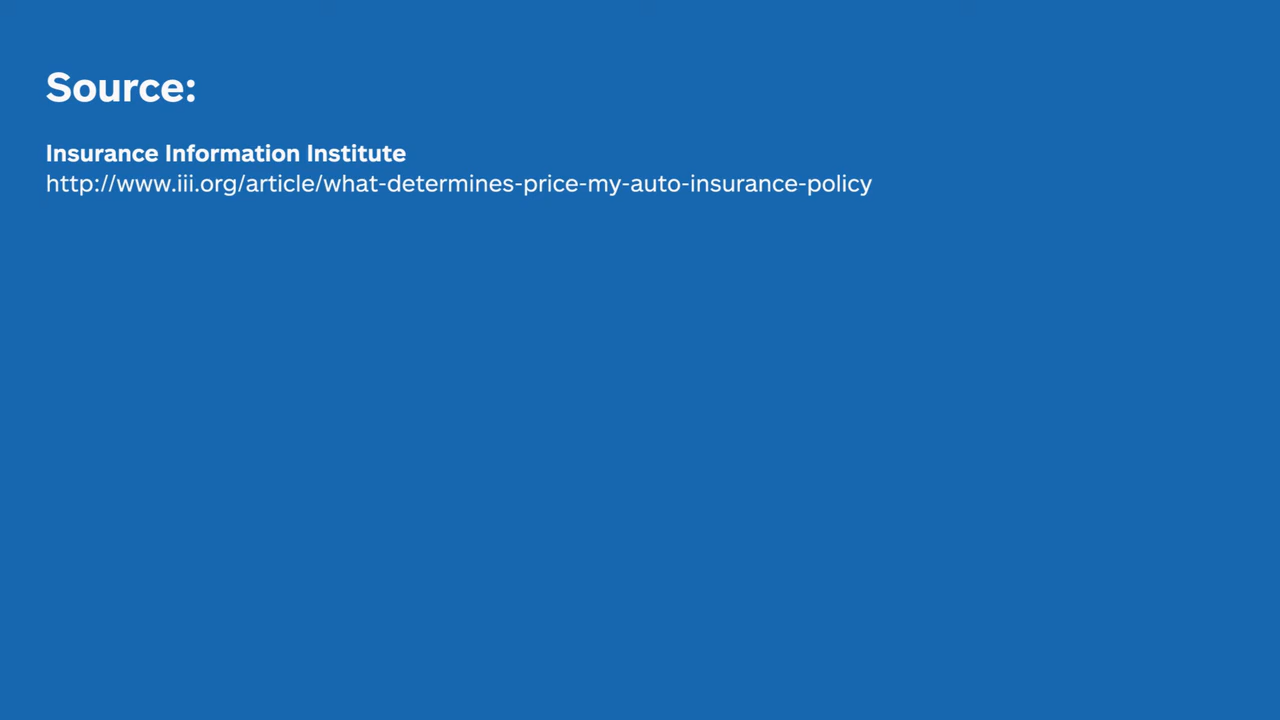 Source:
Insurance Information Institute
http://www.iii.org/article/what-determines-price-my-auto-insurance-policy